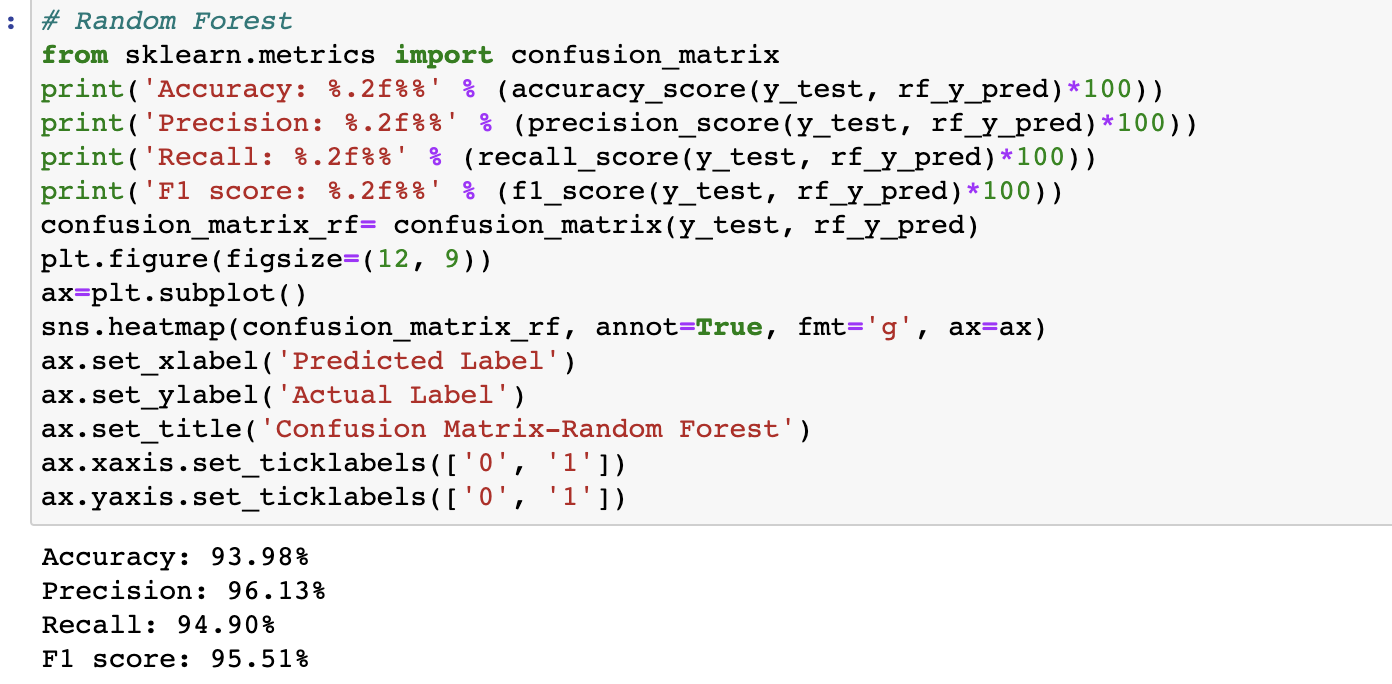 :
# Random Forest
from sklearn.metrics import confusion_matrix
print('Accuracy: %.2f%%' % (accuracy_score(y_test, rf_y_pred)*100))
print('Precision: %.2f%%' % (precision_score(y_test, rf_y_pred)*100))
print('Recall: %.2f%%' % (recall_score(y_test, rf_y_pred)*100))
print('F1 score: %.2f%%' % (f1_score(y_test, rf_y_pred)*100))
confusion_matrix_rf= confusion_matrix(y_test, rf_y_pred)
plt.figure(figsize=(12, 9))
ax=plt.subplot()
sns.heatmap(confusion_matrix_rf, annot=True, fmt='g', ax=ax)
ax.set_xlabel('Predicted Label')
ax.set_ylabel('Actual Label')
ax.set_title('Confusion Matrix-Random Forest')
ax.xaxis.set_ticklabels(['0', '1'])
ax.yaxis.set_ticklabels(['0', '1'])
Accuracy: 93.98%
Precision: 96.13%
Recall: 94.90%
F1 score: 95.51%